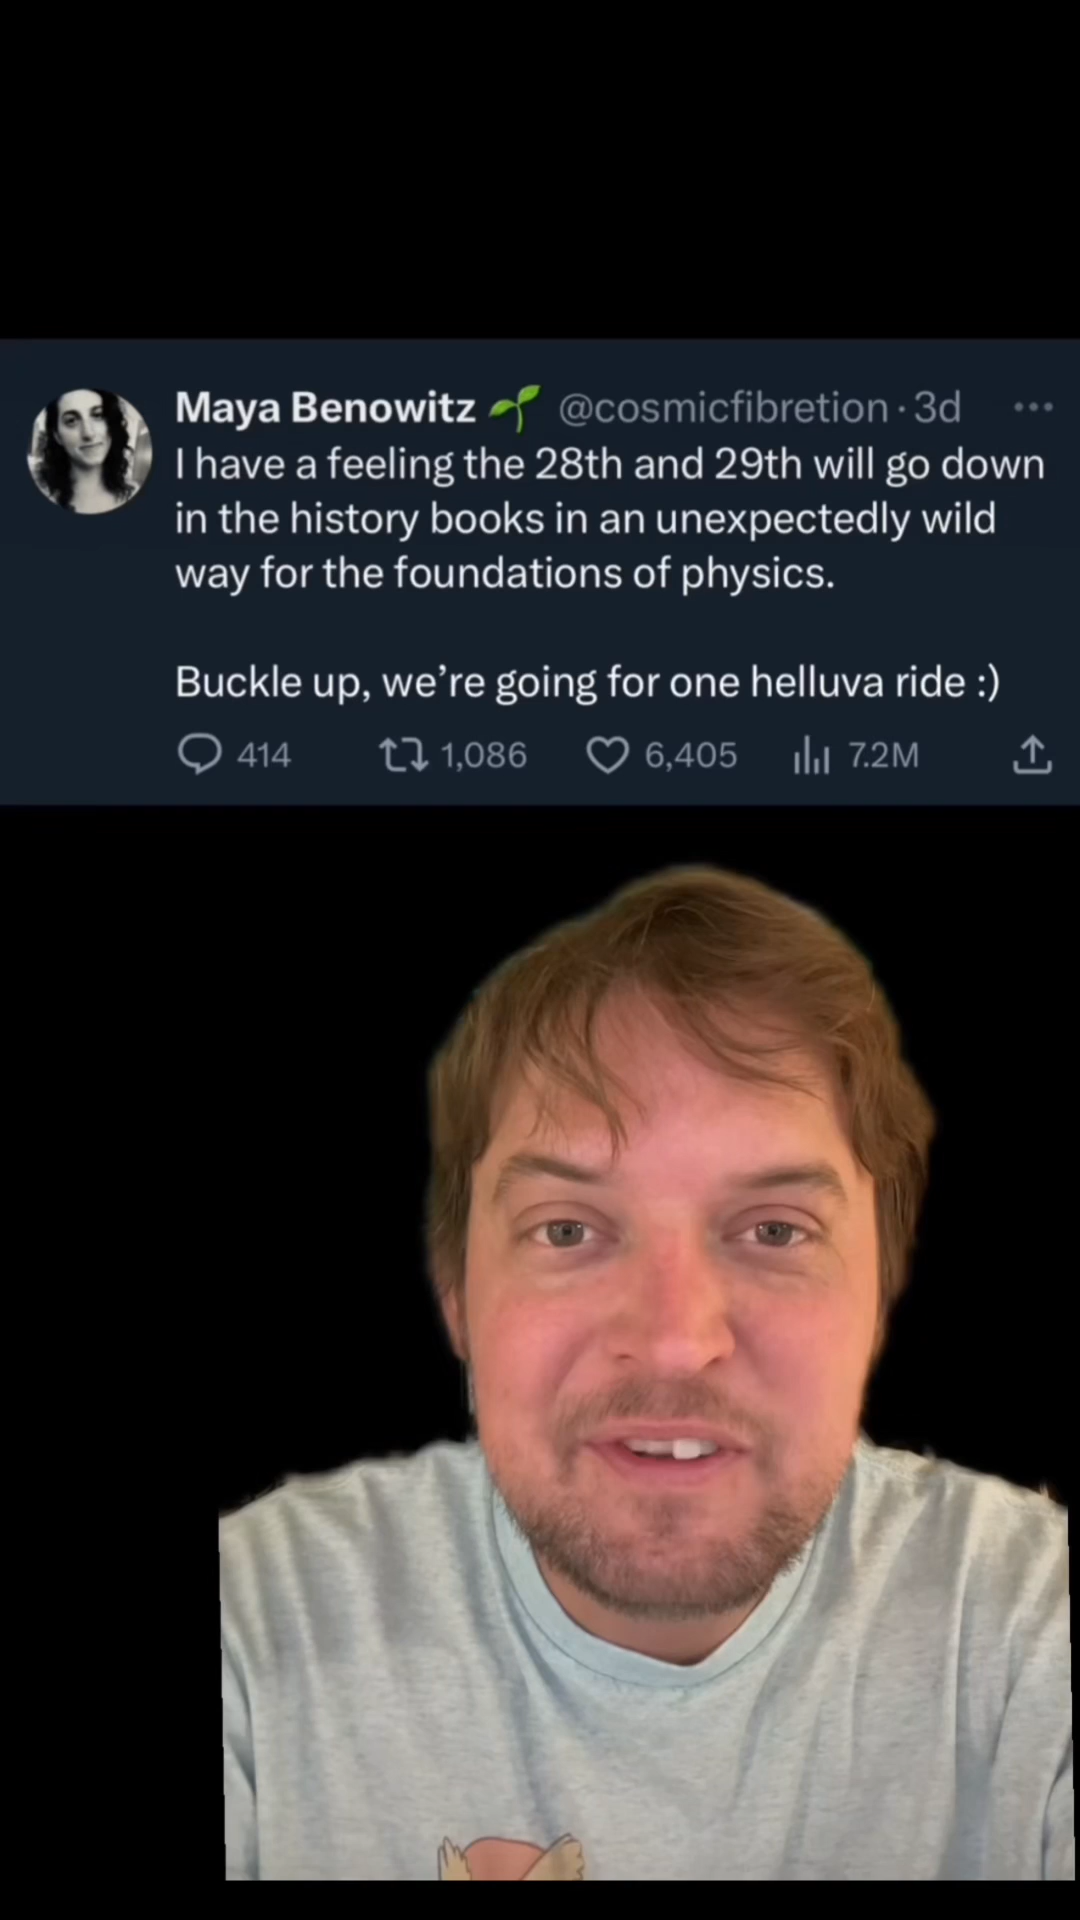 Maya Benowitz 🌱 @cosmicfibretion · 3d
I have a feeling the 28th and 29th will go down
in the history books in an unexpectedly wild
way for the foundations of physics.
Buckle up, we’re going for one helluva ride :)
414 1,086 6,405 7.2M